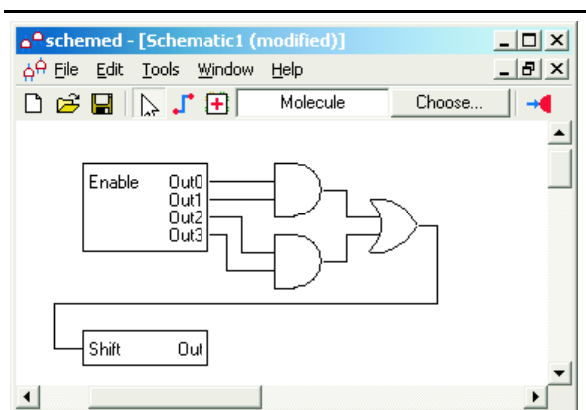 schemed - [Schematic1 (modified)]
File Edit Tools Window Help
Molecule Choose...
Enable Out0
Out1
Out2
Out3
Shift Out